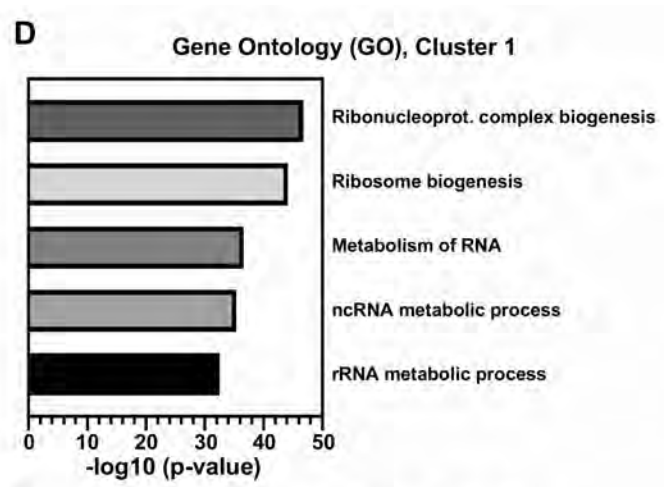 D
Gene Ontology (GO), Cluster 1
Ribonucleoprot. complex biogenesis
Ribosome biogenesis
Metabolism of RNA
ncRNA metabolic process
rRNA metabolic process
0 10 20 30 40 50
-log10 (p-value)